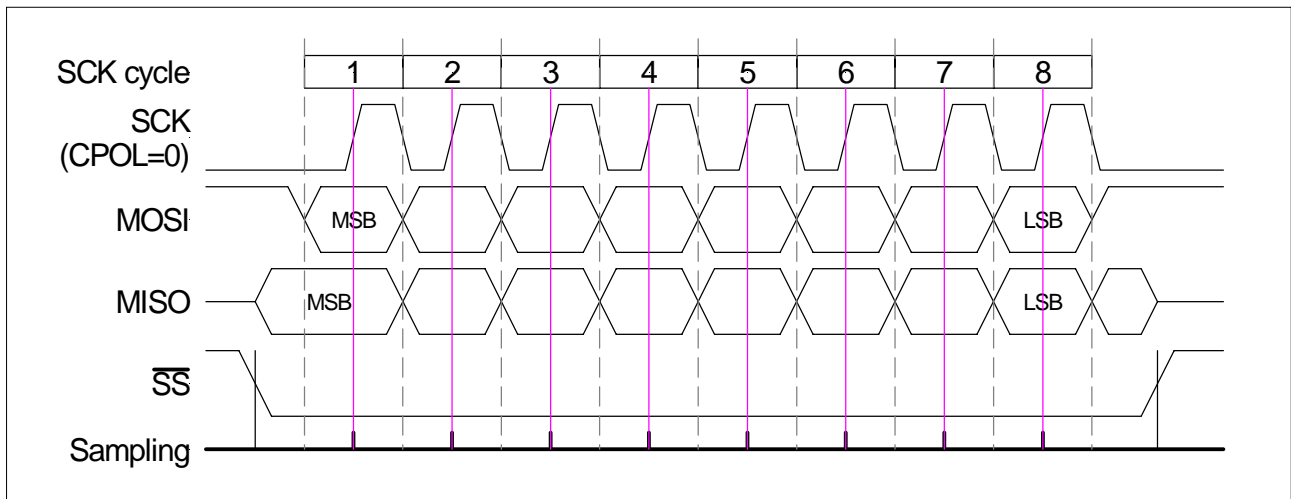 SCK cycle 1 2 3 4 5 6 7 8
SCK
(CPOL=0)
MOSI MSB LSB
MISO MSB LSB
SS
Sampling